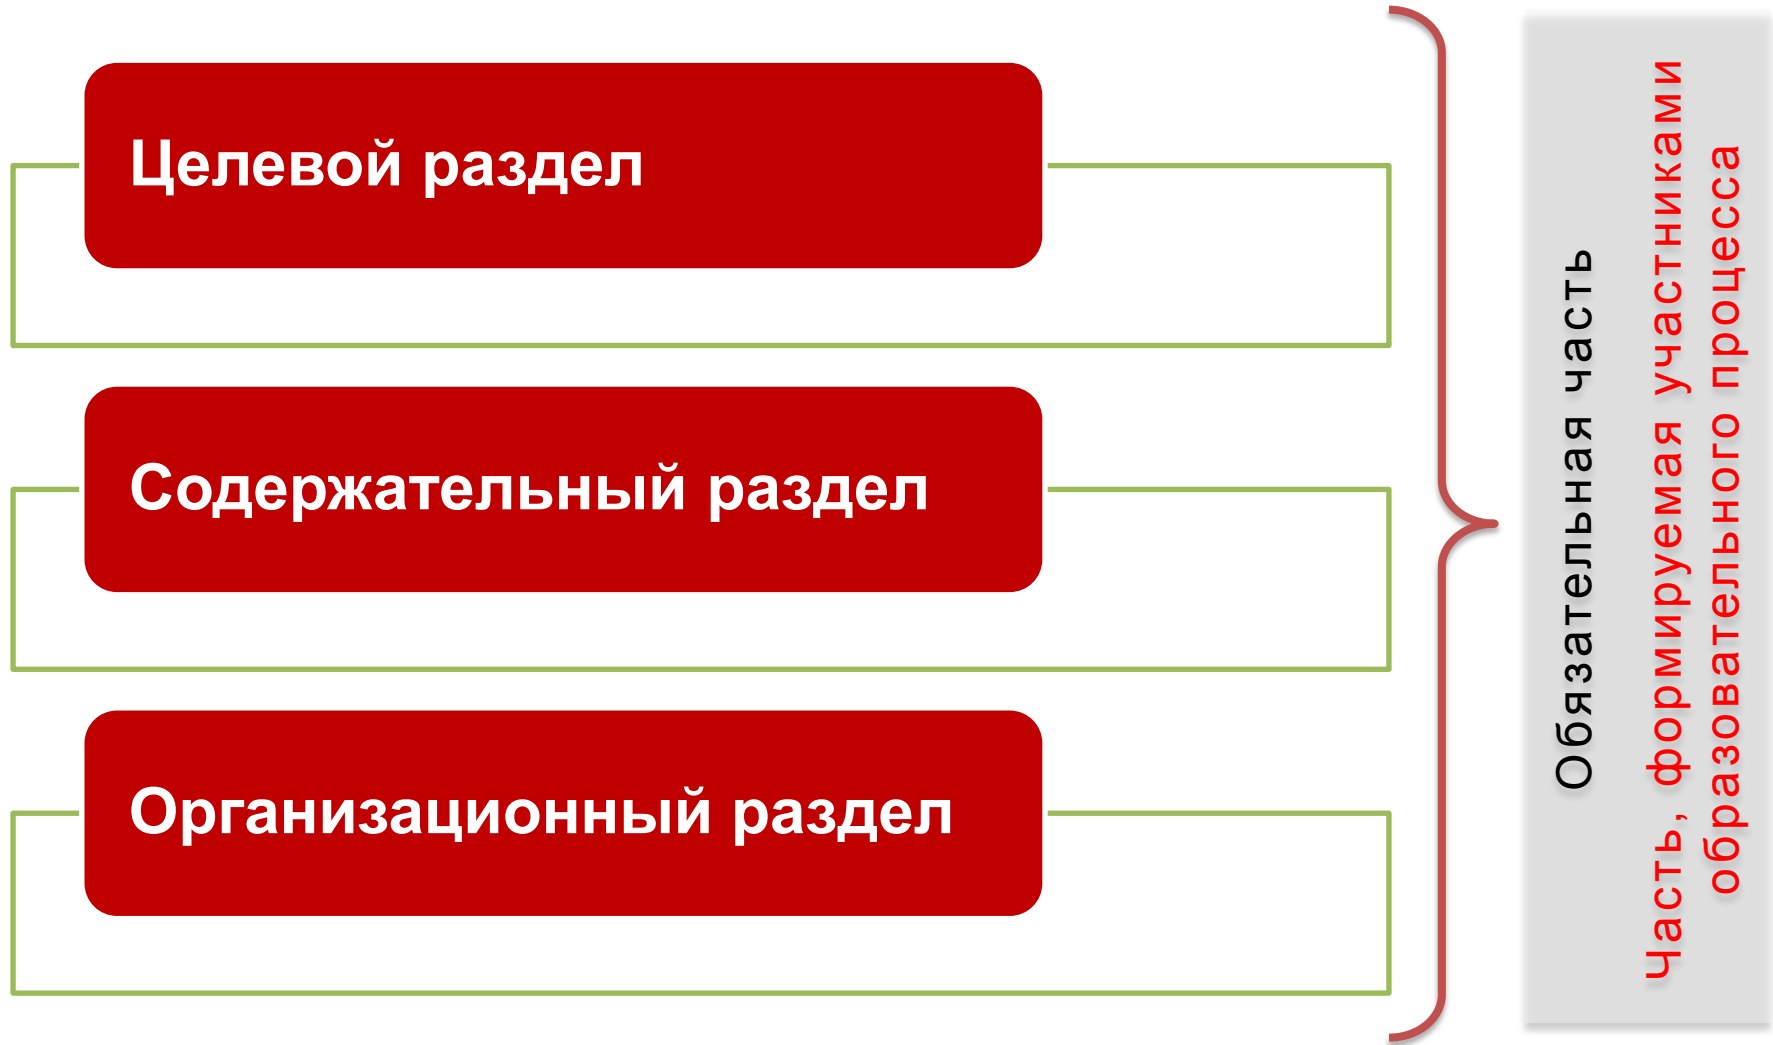 Целевой раздел
Содержательный раздел
Организационный раздел
Обязательная часть
Часть, формируемая участниками
образовательного процесса